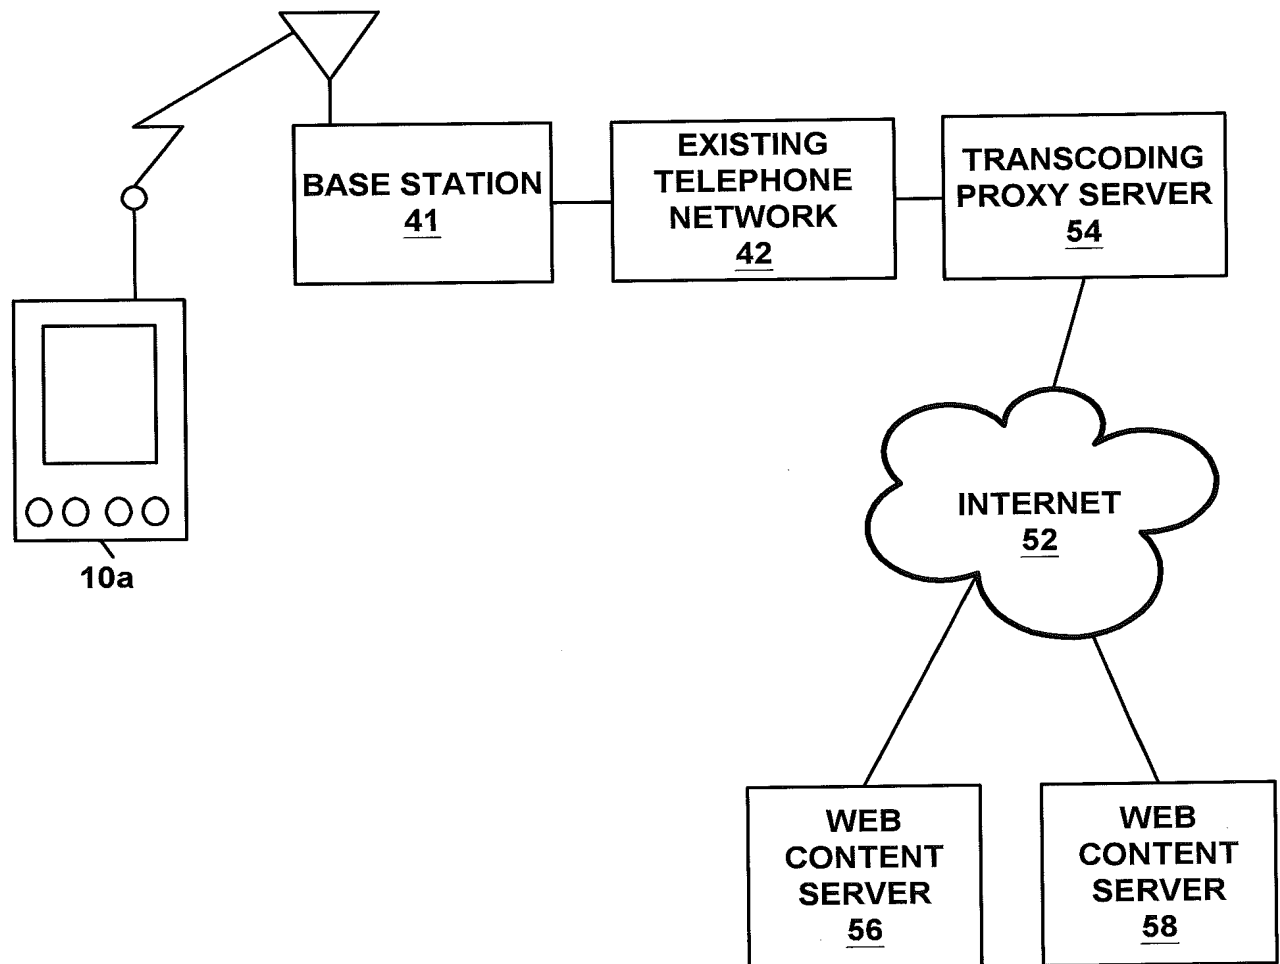 BASE STATION
41
EXISTING
TELEPHONE
NETWORK
42
TRANSCODING
PROXY SERVER
54
10a
INTERNET
52
WEB
CONTENT
SERVER
56
WEB
CONTENT
SERVER
58